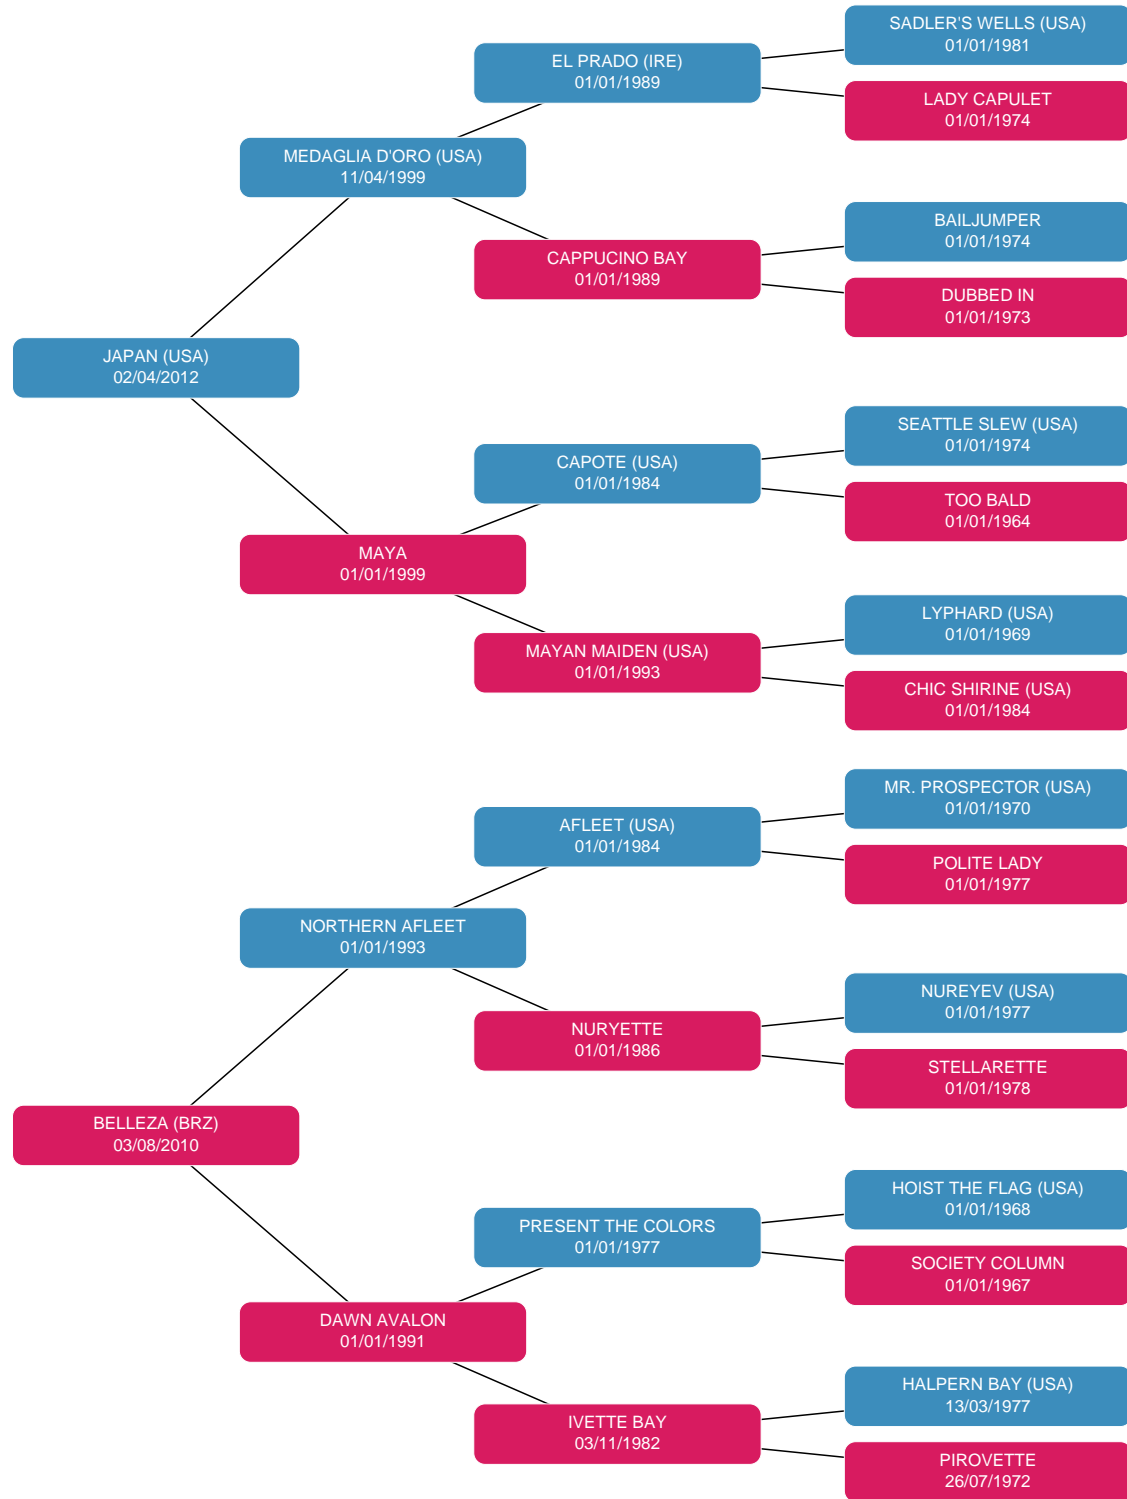 SADLER'S WELLS (USA)
01/01/1981
EL PRADO (IRE)
01/01/1989
LADY CAPULET
01/01/1974
MEDAGLIA D'ORO (USA)
11/04/1999
BAILJUMPER
01/01/1974
CAPPUCINO BAY
01/01/1989
DUBBED IN
01/01/1973
JAPAN (USA)
02/04/2012
SEATTLE SLEW (USA)
01/01/1974
CAPOTE (USA)
01/01/1984
TOO BALD
01/01/1964
MAYA
01/01/1999
LYPHARD (USA)
01/01/1969
MAYAN MAIDEN (USA)
01/01/1993
CHIC SHIRINE (USA)
01/01/1984
MR. PROSPECTOR (USA)
01/01/1970
AFLEET (USA)
01/01/1984
POLITE LADY
01/01/1977
NORTHERN AFLEET
01/01/1993
NUREYEV (USA)
01/01/1977
NURYETTE
01/01/1986
STELLARETTE
01/01/1978
BELLEZA (BRZ)
03/08/2010
HOIST THE FLAG (USA)
01/01/1968
PRESENT THE COLORS
01/01/1977
SOCIETY COLUMN
01/01/1967
DAWN AVALON
01/01/1991
HALPERN BAY (USA)
13/03/1977
IVETTE BAY
03/11/1982
PIROVETTE
26/07/1972